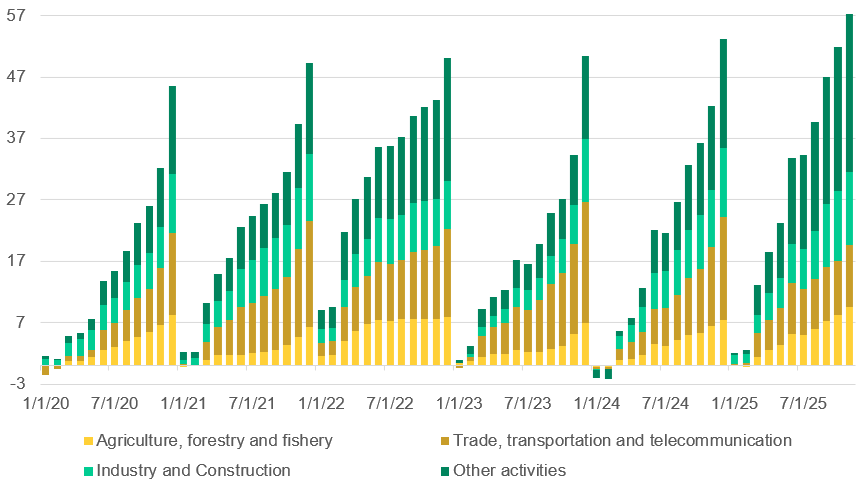 57
47
37
27
17
7
-3
1/1/20 7/1/20 1/1/21 7/1/21 1/1/22 7/1/22 1/1/23 7/1/23 1/1/24 7/1/24 1/1/25 7/1/25
Agriculture, forestry and fishery Trade, transportation and telecommunication
Industry and Construction Other activities